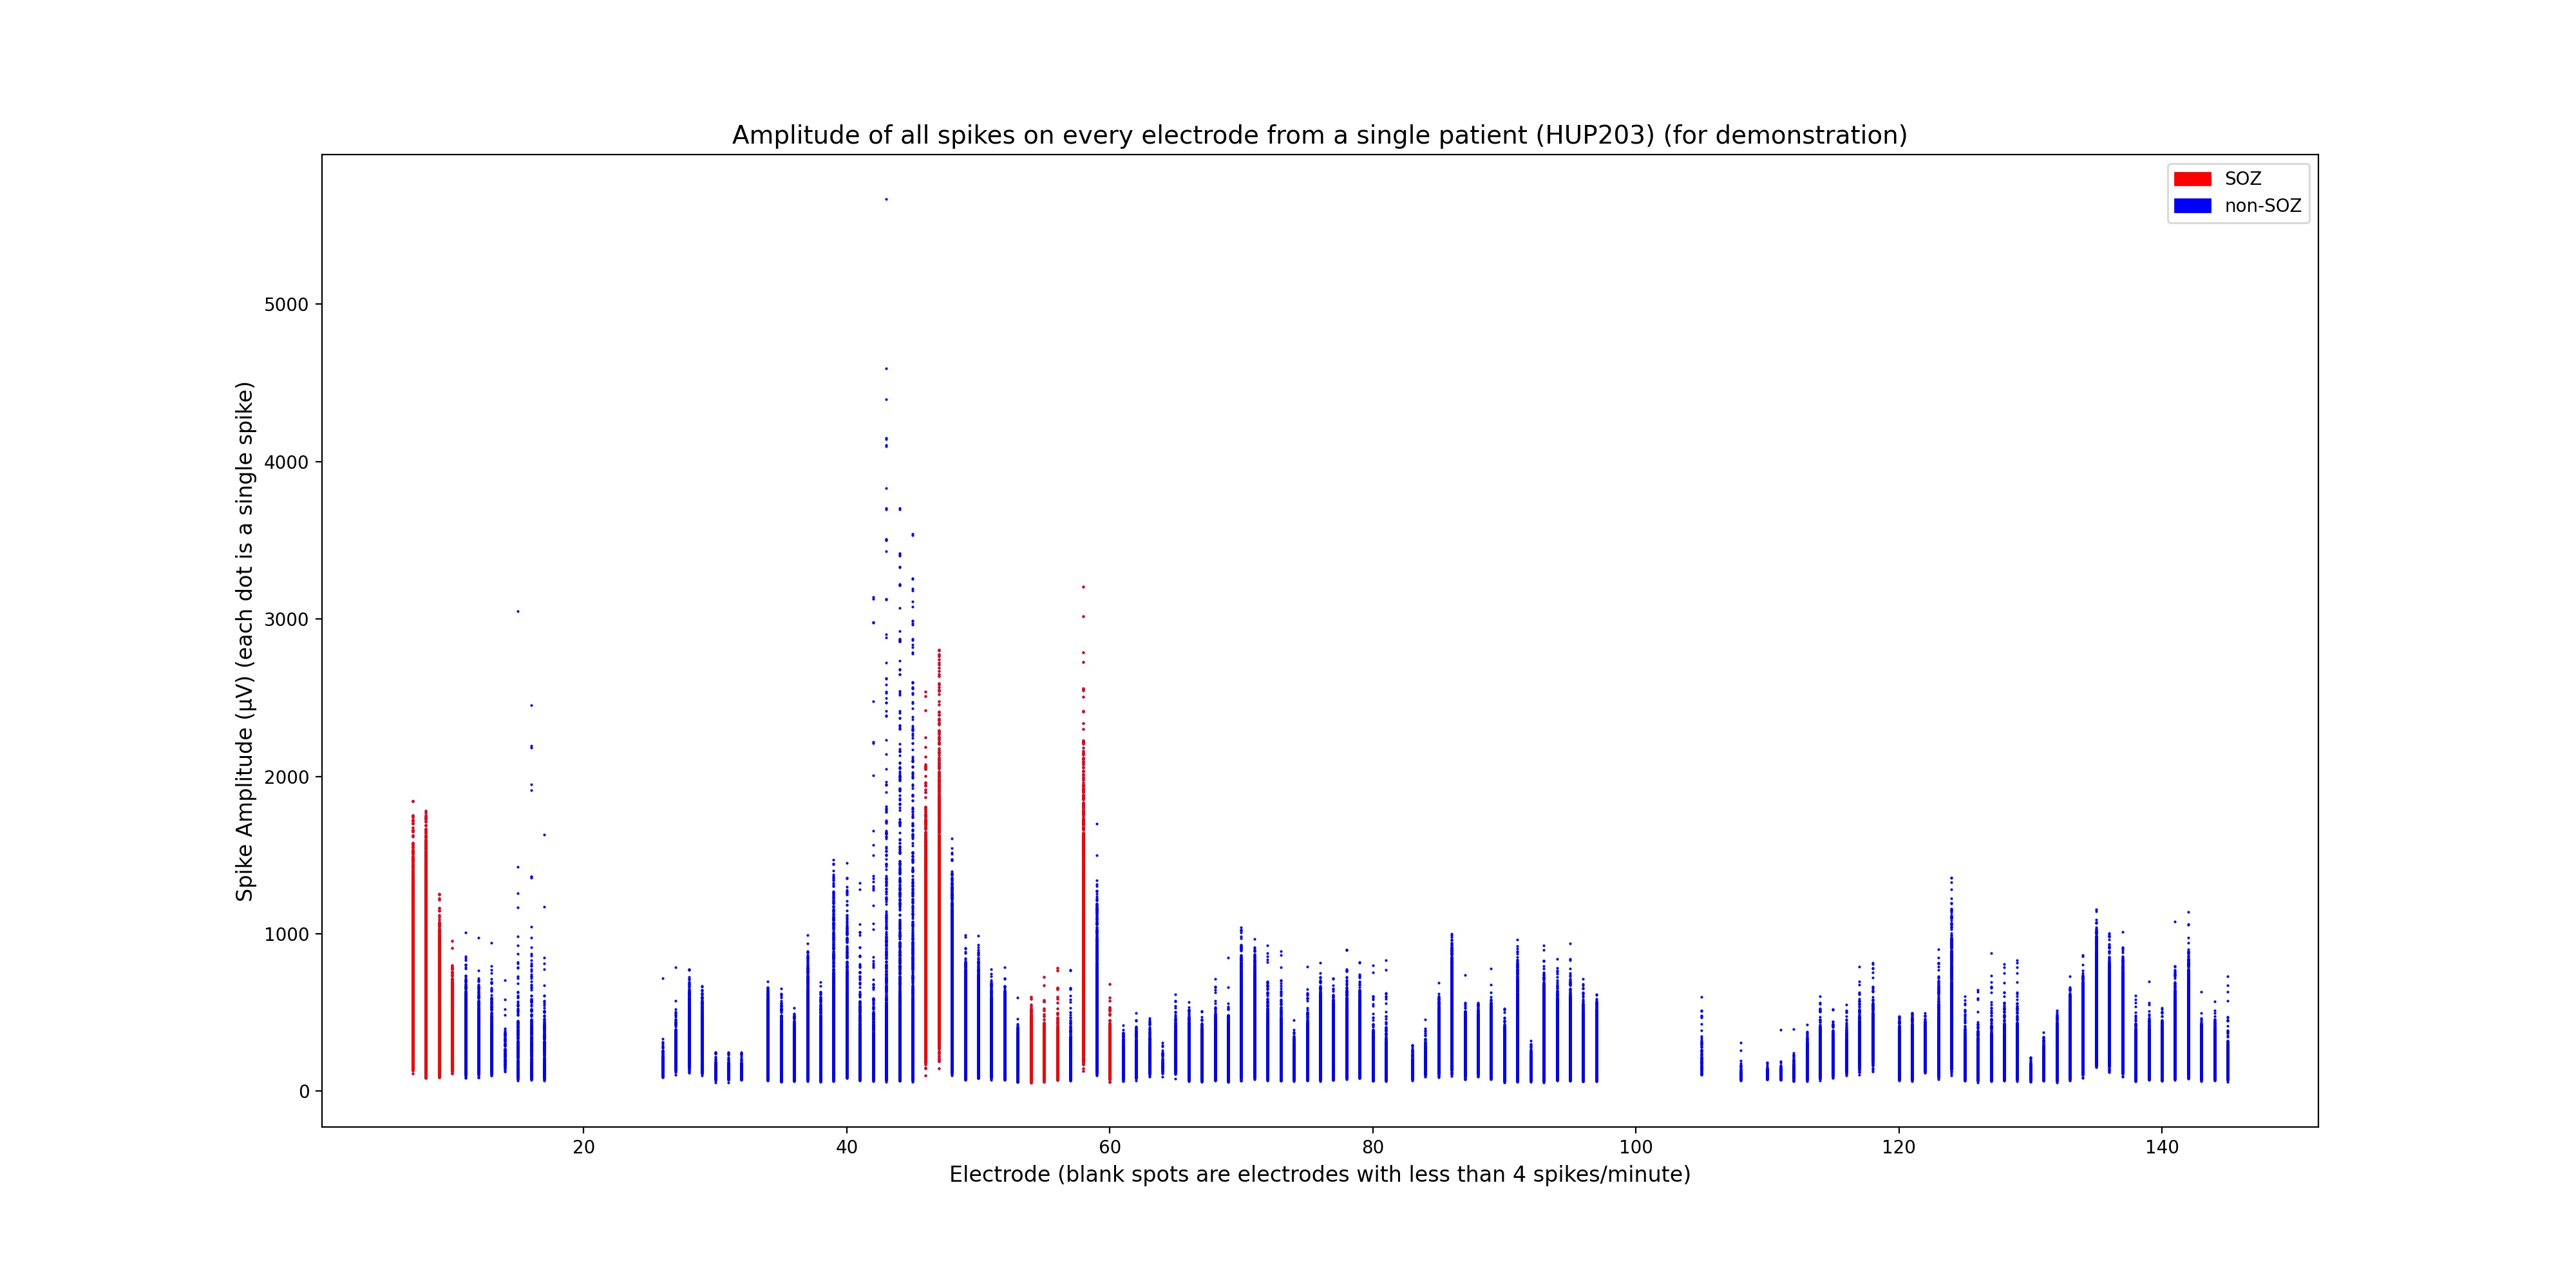 Amplitude of all spikes on every electrode from a single patient (HUP203) (for demonstration)
SOZ
non-SOZ
Spike Amplitude (μV) (each dot is a single spike)
5000
4000
3000
2000
1000
0
20 40 60 80 100 120 140
Electrode (blank spots are electrodes with less than 4 spikes/minute)